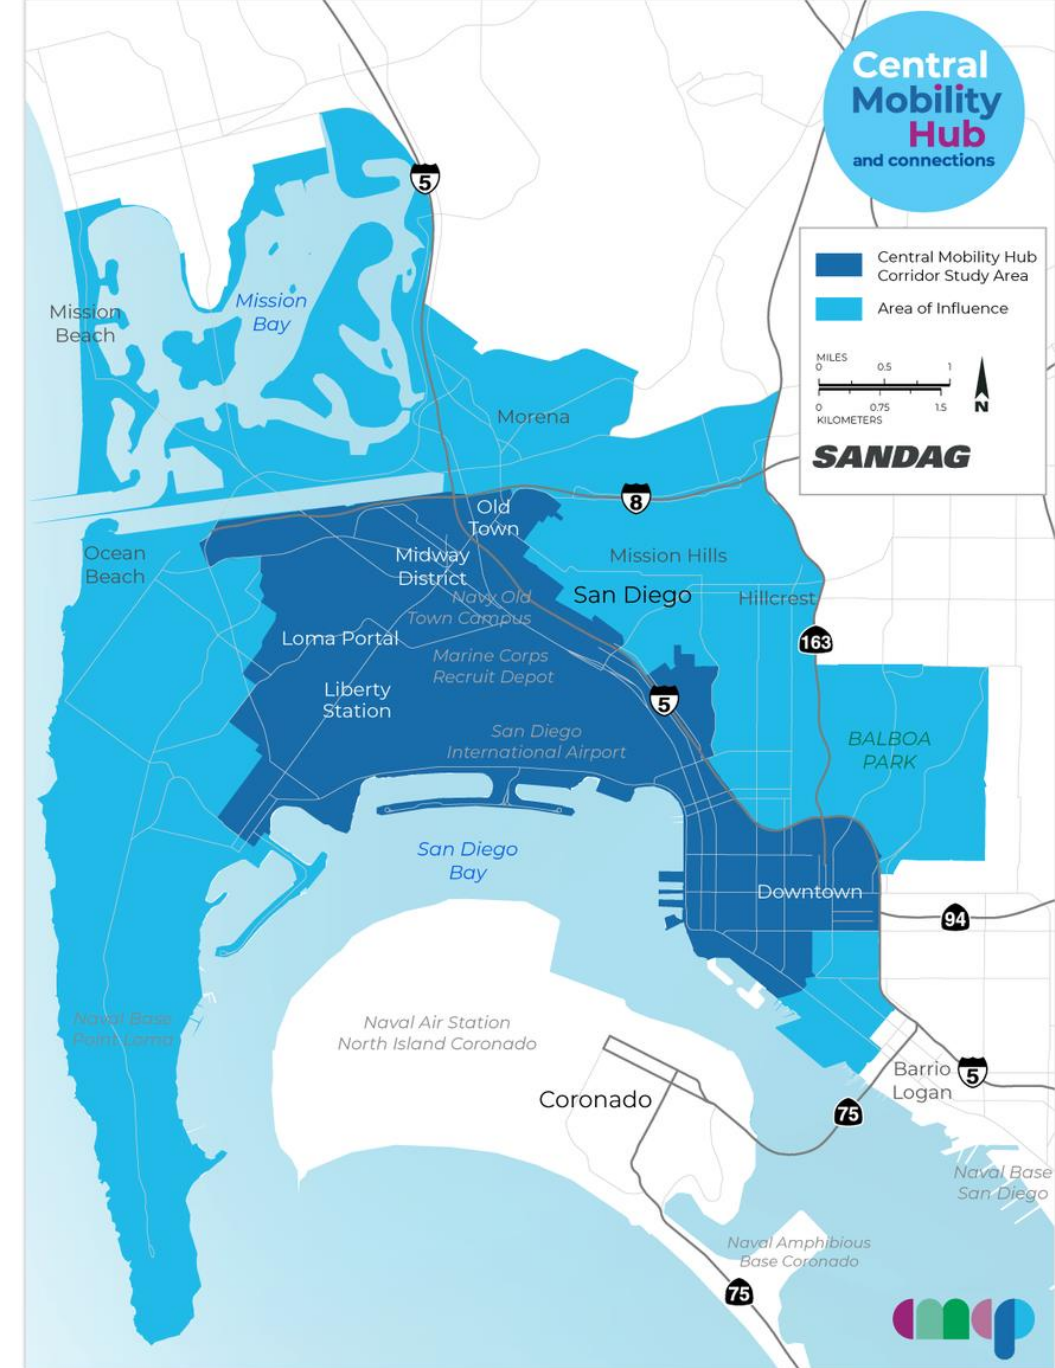 Central
Mobility
Hub
and connections
5
Central Mobility Hub
Corridor Study Area
Area of Influence
MILES
0 0.5 1
0 0.75 1.5
KILOMETERS
N
SANDAG
Mission
Beach
Mission
Bay
Morena
8
Old
Town
Ocean
Beach
Midway
District
Mission Hills
Navy Old
Town Campus
San Diego
Hillcrest
Loma Portal
163
Marine Corps
Recruit Depot
Liberty
Station
5
San Diego
International Airport
BALBOA
PARK
San Diego
Bay
Downtown
94
Naval Base
Point Loma
Naval Air Station
North Island Coronado
Coronado
Barrio
Logan
5
75
Naval Base
San Diego
Naval Amphibious
Base Coronado
75
cmcp